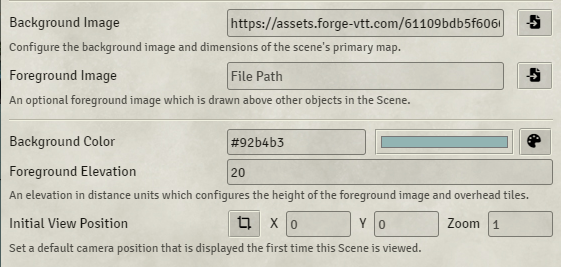 Background Image https://assets.forge-vtt.com/61109bdb5f606
Configure the background image and dimensions of the scene's primary map.
Foreground Image File Path
An optional foreground image which is drawn above other objects in the Scene.
Background Color #92b4b3
Foreground Elevation 20
An elevation in distance units which configures the height of the foreground image and overhead tiles.
Initial View Position X 0 Y 0 Zoom 1
Set a default camera position that is displayed the first time this Scene is viewed.